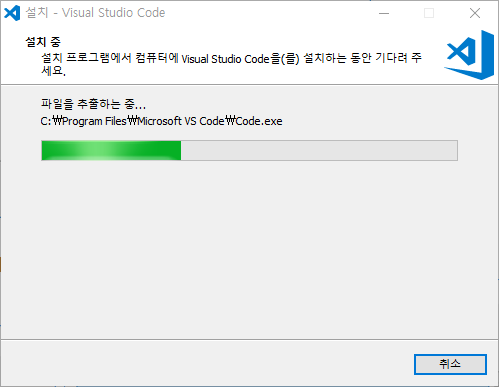 설치 - Visual Studio Code
설치 중
설치 프로그램에서 컴퓨터에 Visual Studio Code을(를) 설치하는 동안 기다려 주
세요.
파일을 추출하는 중...
C:₩Program Files₩Microsoft VS Code₩Code.exe
취소